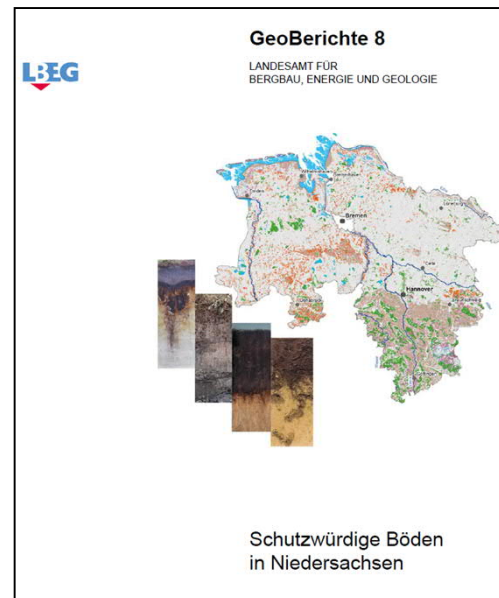 GeoBerichte 8
LBEG
LANDESAMT FÜR
BERGBAU, ENERGIE UND GEOLOGIE
Bremen
Hannover
Schutzwürdige Böden
in Niedersachsen